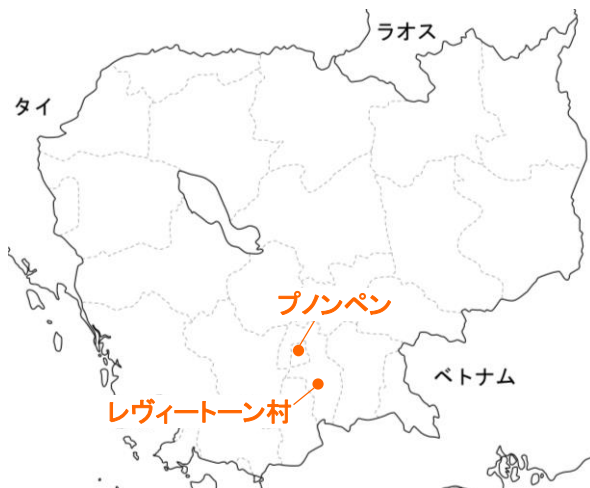 ラオス
タイ
プノンペン
ベトナム
レヴィートーン村